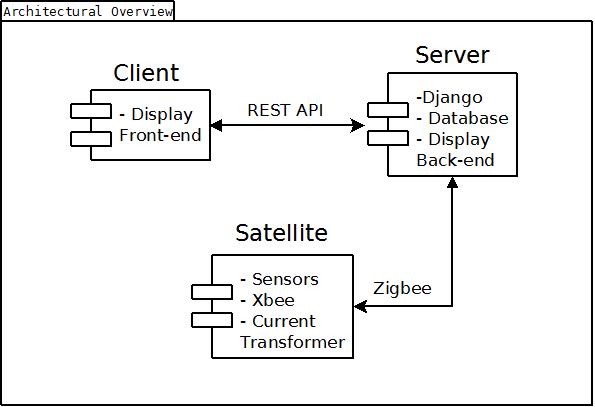 Architectural Overview
Client
- Display
Front-end
REST API
Server
-Django
- Database
- Display
Back-end
Satellite
- Sensors
- Xbee
- Current
Transformer
Zigbee